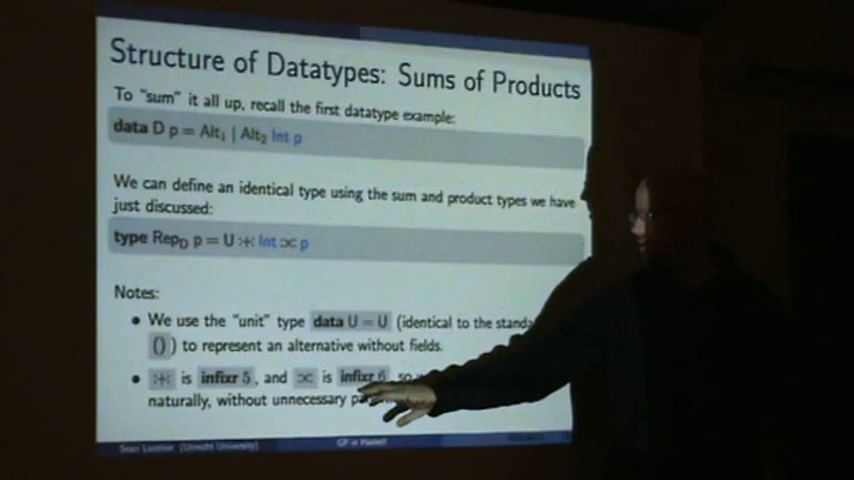 Structure of Datatypes: Sums of Products
To "sum" it all up, recall the first datatype example:
data D p = Alt₁ | Alt₂ Int p
We can define an identical type using the sum and product types we have
just discussed:
type Rep_D p = U :+: Int :×: p
Notes:
• We use the "unit" type data U = U (identical to the standa
() ) to represent an alternative without fields.
• :+: is infixr 5 , and :×: is infixr 6 , so
naturally, without unnecessary
Sean Leather (Utrecht University) GP in Haskell